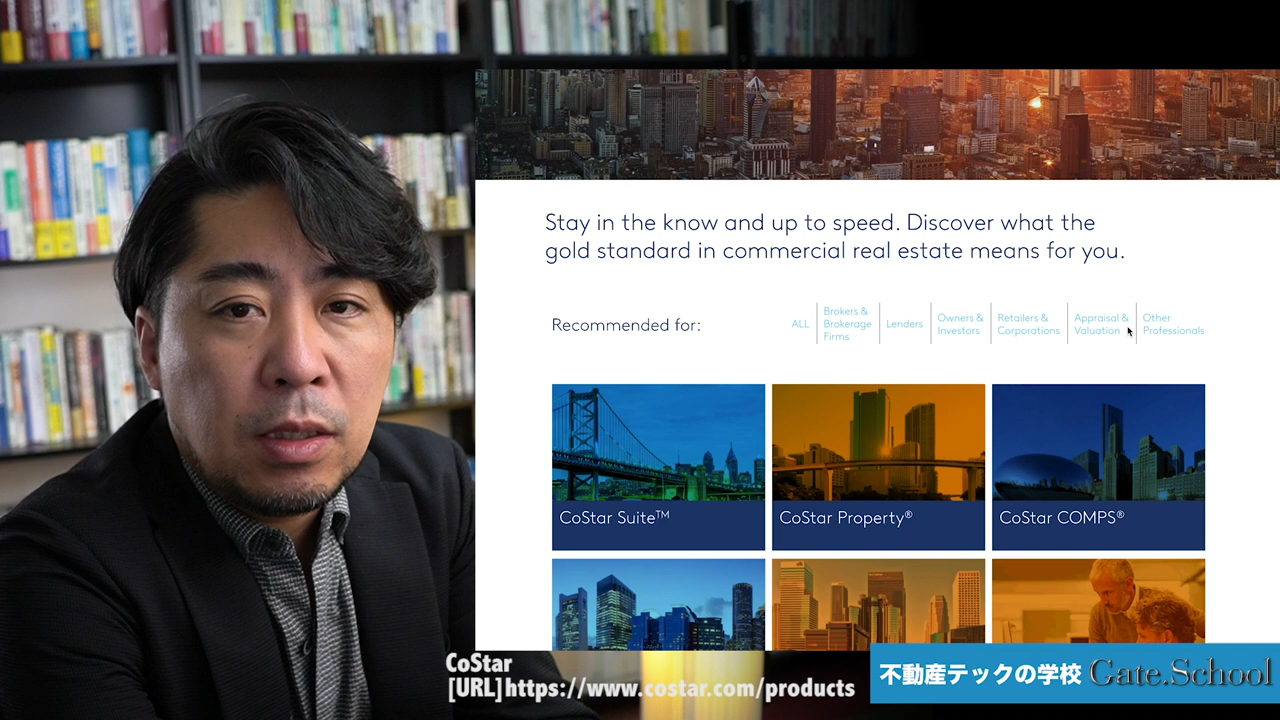 Stay in the know and up to speed. Discover what the
gold standard in commercial real estate means for you.
Recommended for:
ALL
Brokers &
Brokerage
Firms
Lenders
Owners &
Investors
Retailers &
Corporations
Appraisal &
Valuation
Other
Professionals
CoStar Suite™
CoStar Property®
CoStar COMPS®
CoStar
[URL]https://www.costar.com/products
不動産テックの学校 Gate.School